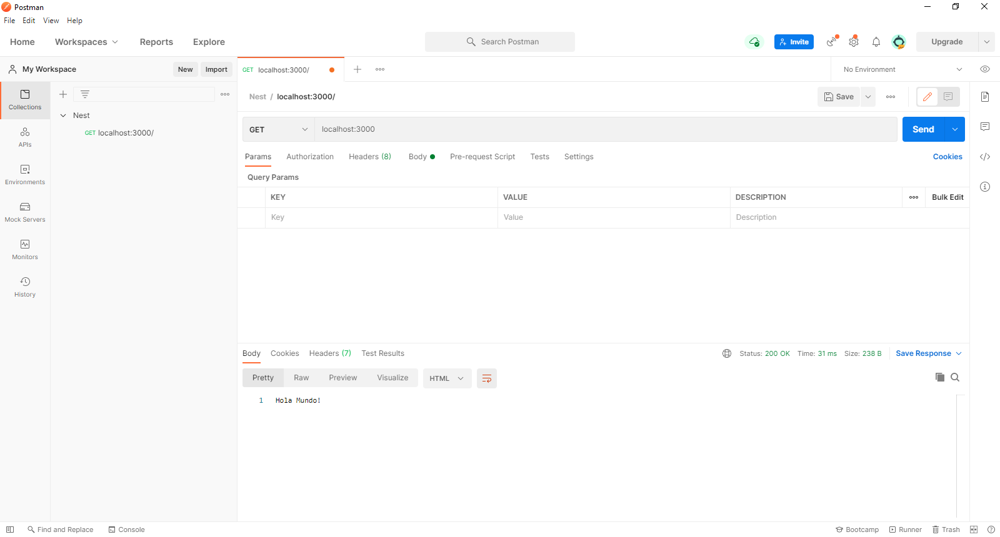 Postman
File Edit View Help
Home Workspaces Reports Explore Search Postman Invite Upgrade
My Workspace New Import GET localhost:3000/ No Environment
Collections
APIs
Environments
Mock Servers
Monitors
History
Nest
GET localhost:3000/
Nest / localhost:3000/ Save
GET localhost:3000 Send
Params Authorization Headers (8) Body Pre-request Script Tests Settings Cookies
Query Params
KEY VALUE DESCRIPTION Bulk Edit
Key Value Description
Body Cookies Headers (7) Test Results Status: 200 OK Time: 31 ms Size: 238 B Save Response
Pretty Raw Preview Visualize HTML
1 Hola Mundo!
Find and Replace Console Bootcamp Runner Trash